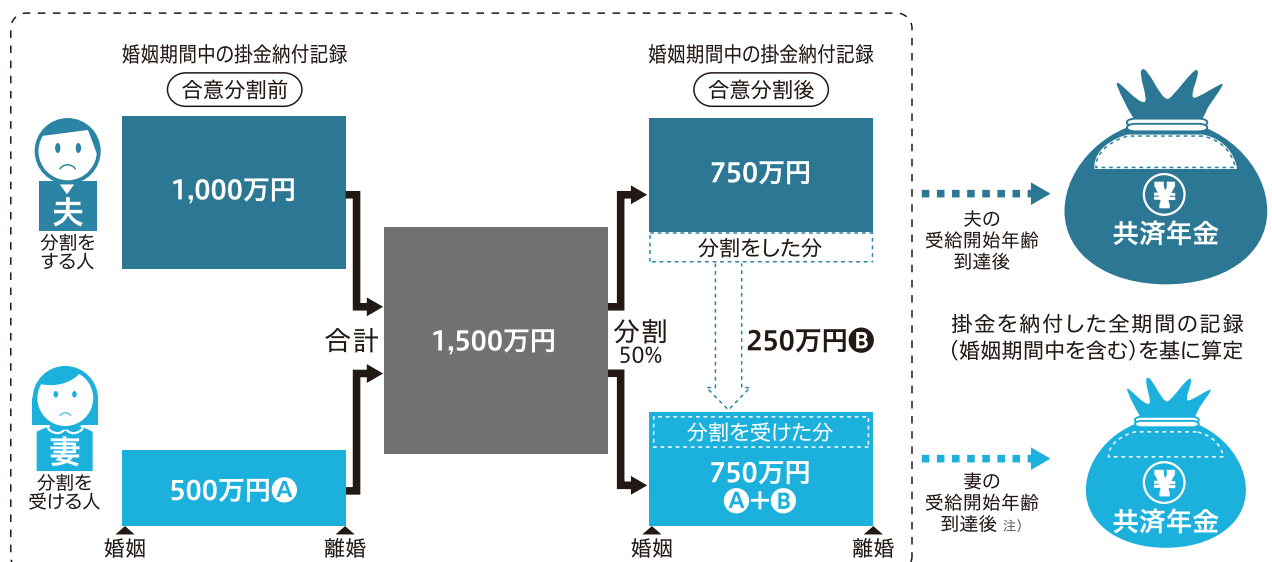 婚姻期間中の掛金納付記録
合意分割前
1,000万円
夫
分割を
する人
妻
分割を
受ける人
500万円A
婚姻
離婚
合計
1,500万円
分割
50%
婚姻期間中の掛金納付記録
合意分割後
750万円
分割をした分
250万円B
分割を受けた分
750万円
A+B
婚姻
離婚
夫の
受給開始年齢
到達後
¥
共済年金
掛金を納付した全期間の記録
(婚姻期間中を含む)を基に算定
妻の
受給開始年齢
到達後 注)
¥
共済年金